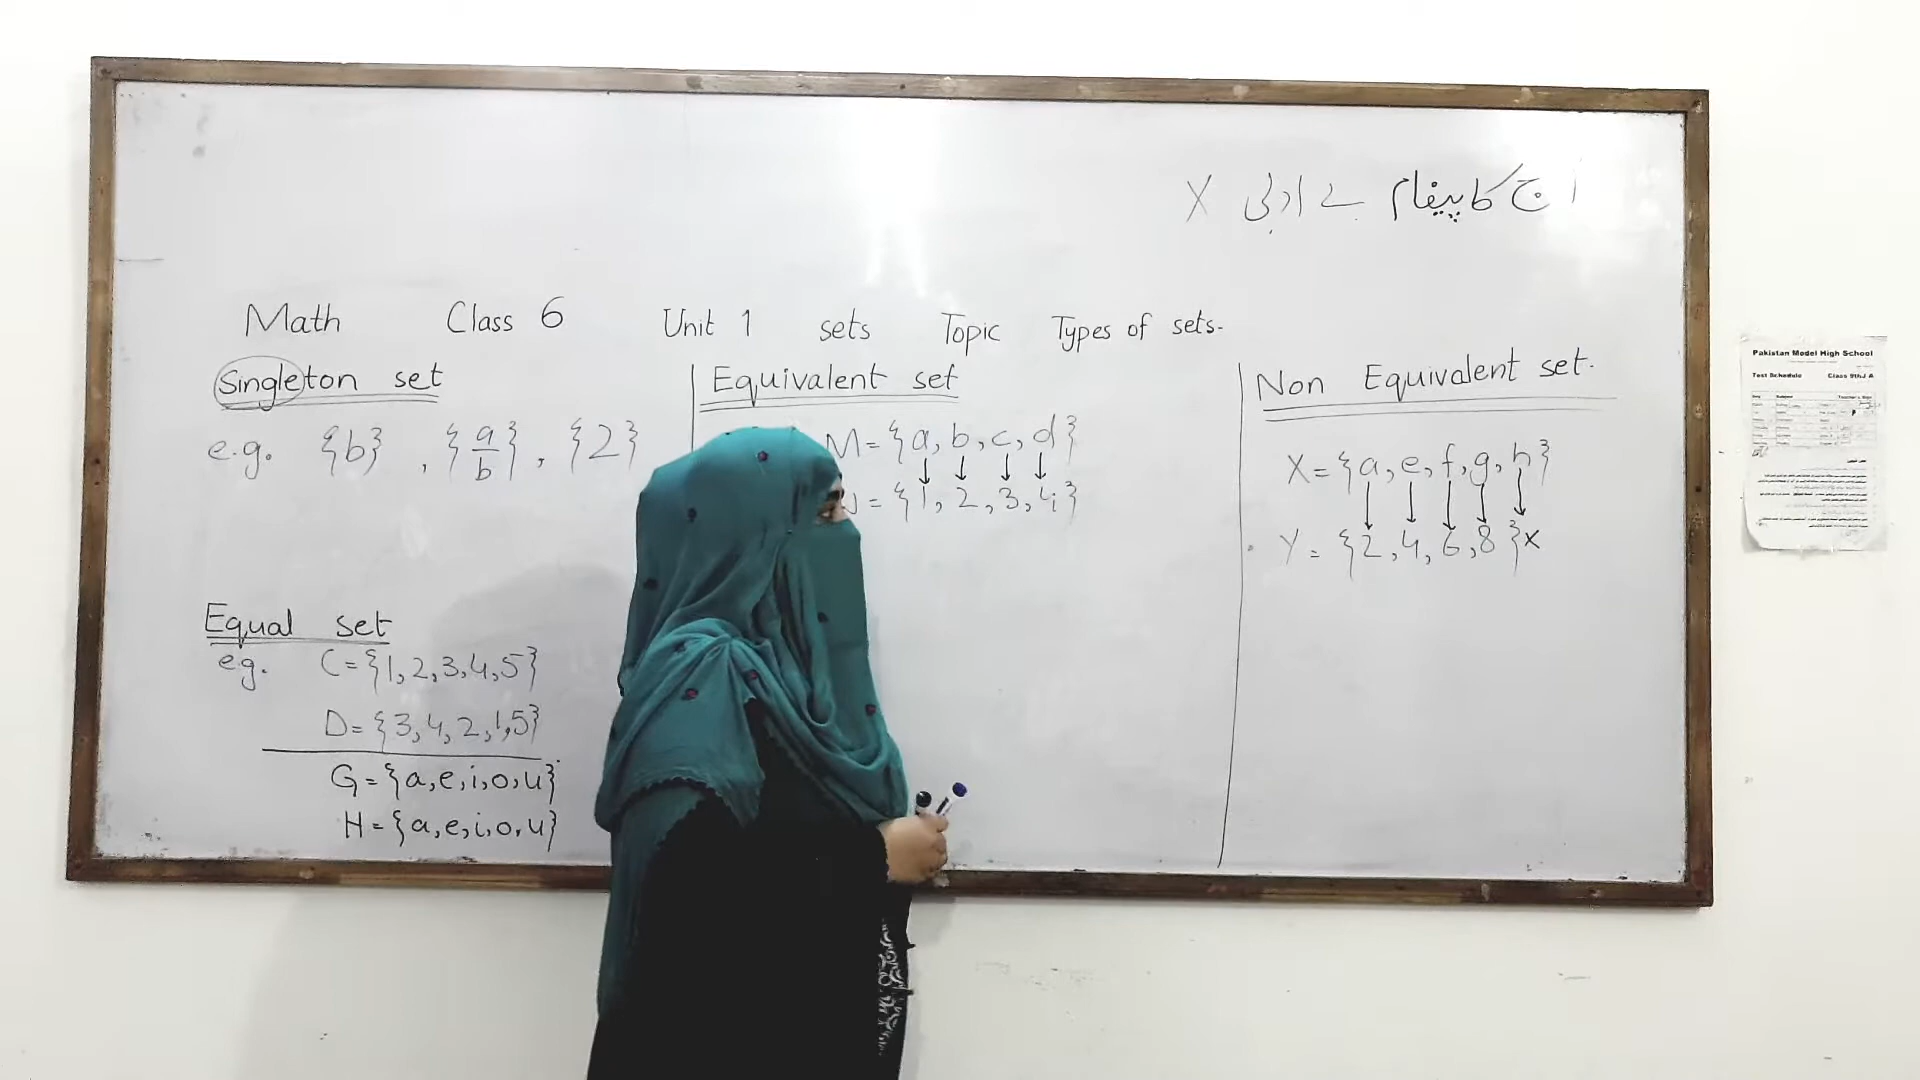 آج کا پیغام بے ادبی X
Math Class 6 Unit 1 sets Topic Types of sets.
Singleton set
e.g. {b} , {a/b} , {2}
Equal set
e.g. C = {1, 2, 3, 4, 5}
D = {3, 4, 2, 1, 5}
G = {a, e, i, o, u}
H = {a, e, i, o, u}
Equivalent set
M = {a, b, c, d}
↓ ↓ ↓ ↓
= {1, 2, 3, 4}
Non Equivalent set.
X = {a, e, f, g, h}
↓ ↓ ↓ ↓ ↓
Y = {2, 4, 6, 8} x
Pakistan Model High School
Test Schedule Class 9th J A